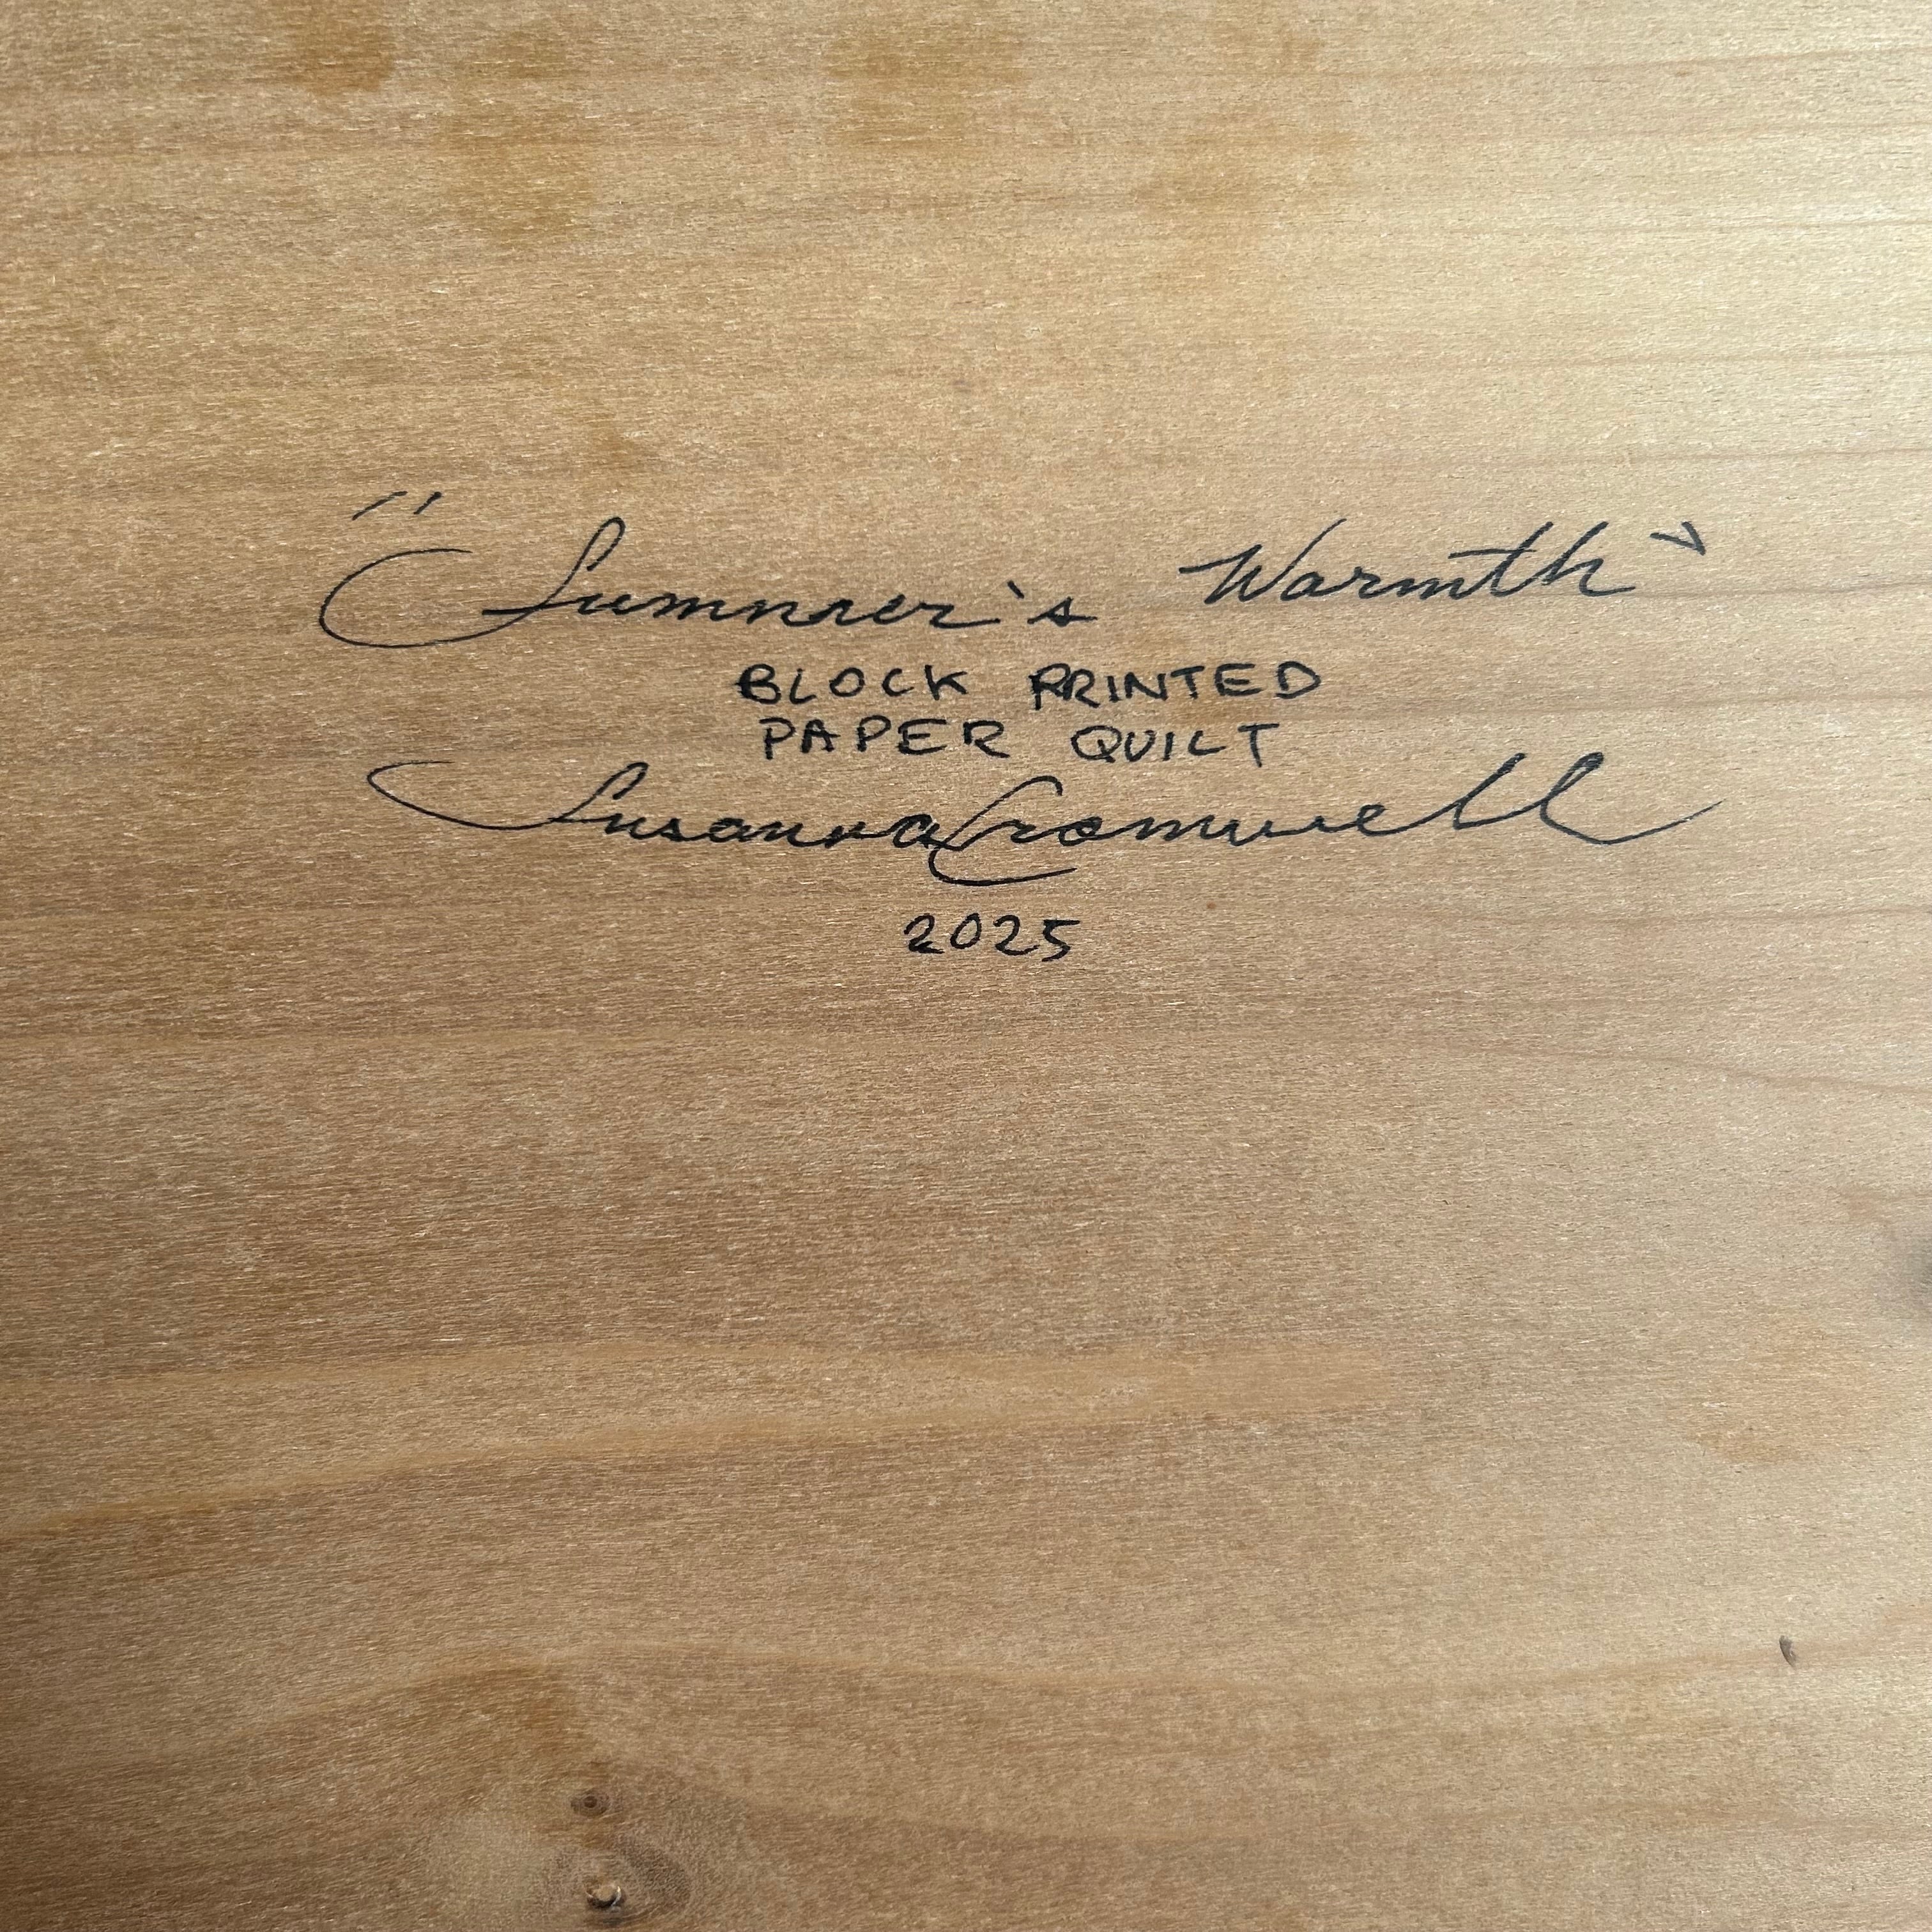 "Summer's Warmth"
BLOCK PRINTED
PAPER QUILT
Susanna Cromwell
2025